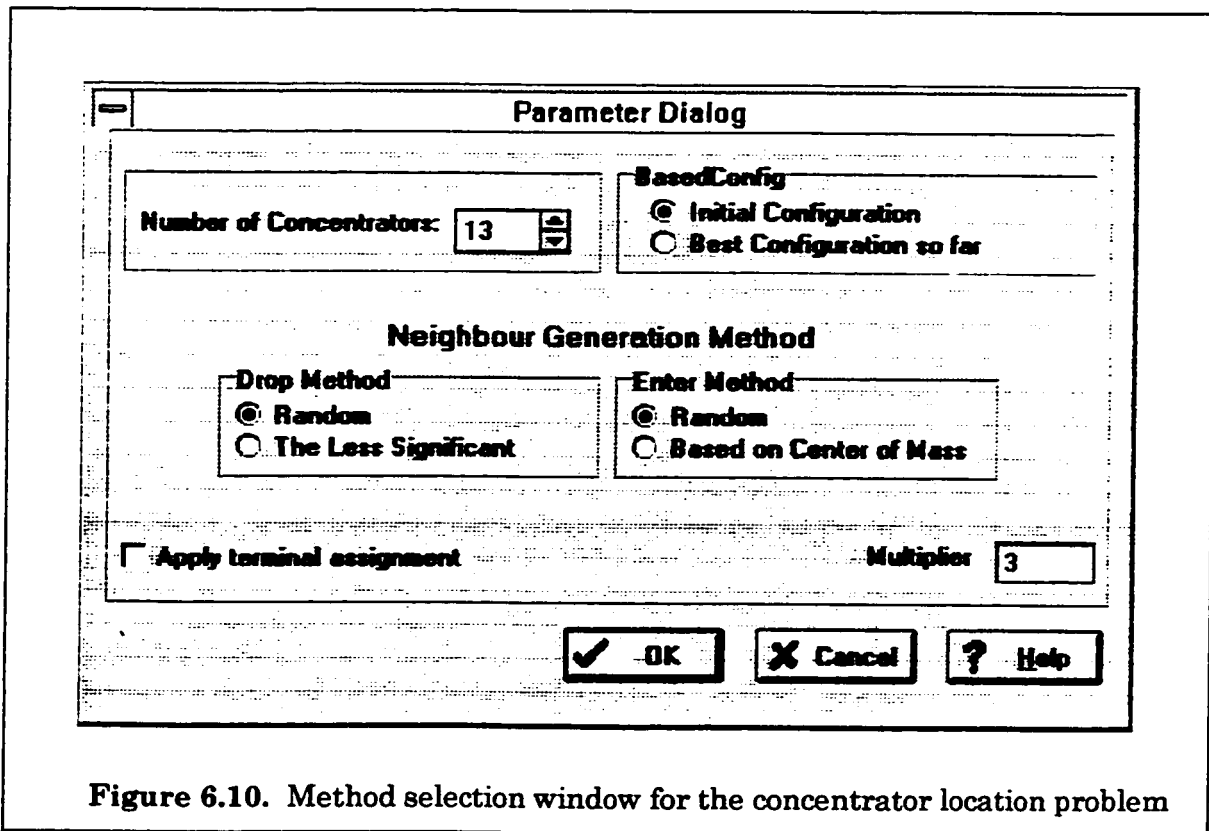 Parameter Dialog
Number of Concentrators: 13
BasedConfig
Initial Configuration
Best Configuration so far
Neighbour Generation Method
Drop Method
Random
The Less Significant
Enter Method
Random
Based on Center of Mass
Apply terminal assignment
Multiplier 3
OK
Cancel
? Help
Figure 6.10. Method selection window for the concentrator location problem